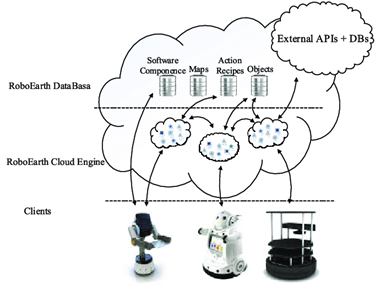 External APIs + DBs
Software
Componence
Maps
Action
Recipes
Objects
RoboEarth DataBasa
RoboEarth Cloud Engine
Clients